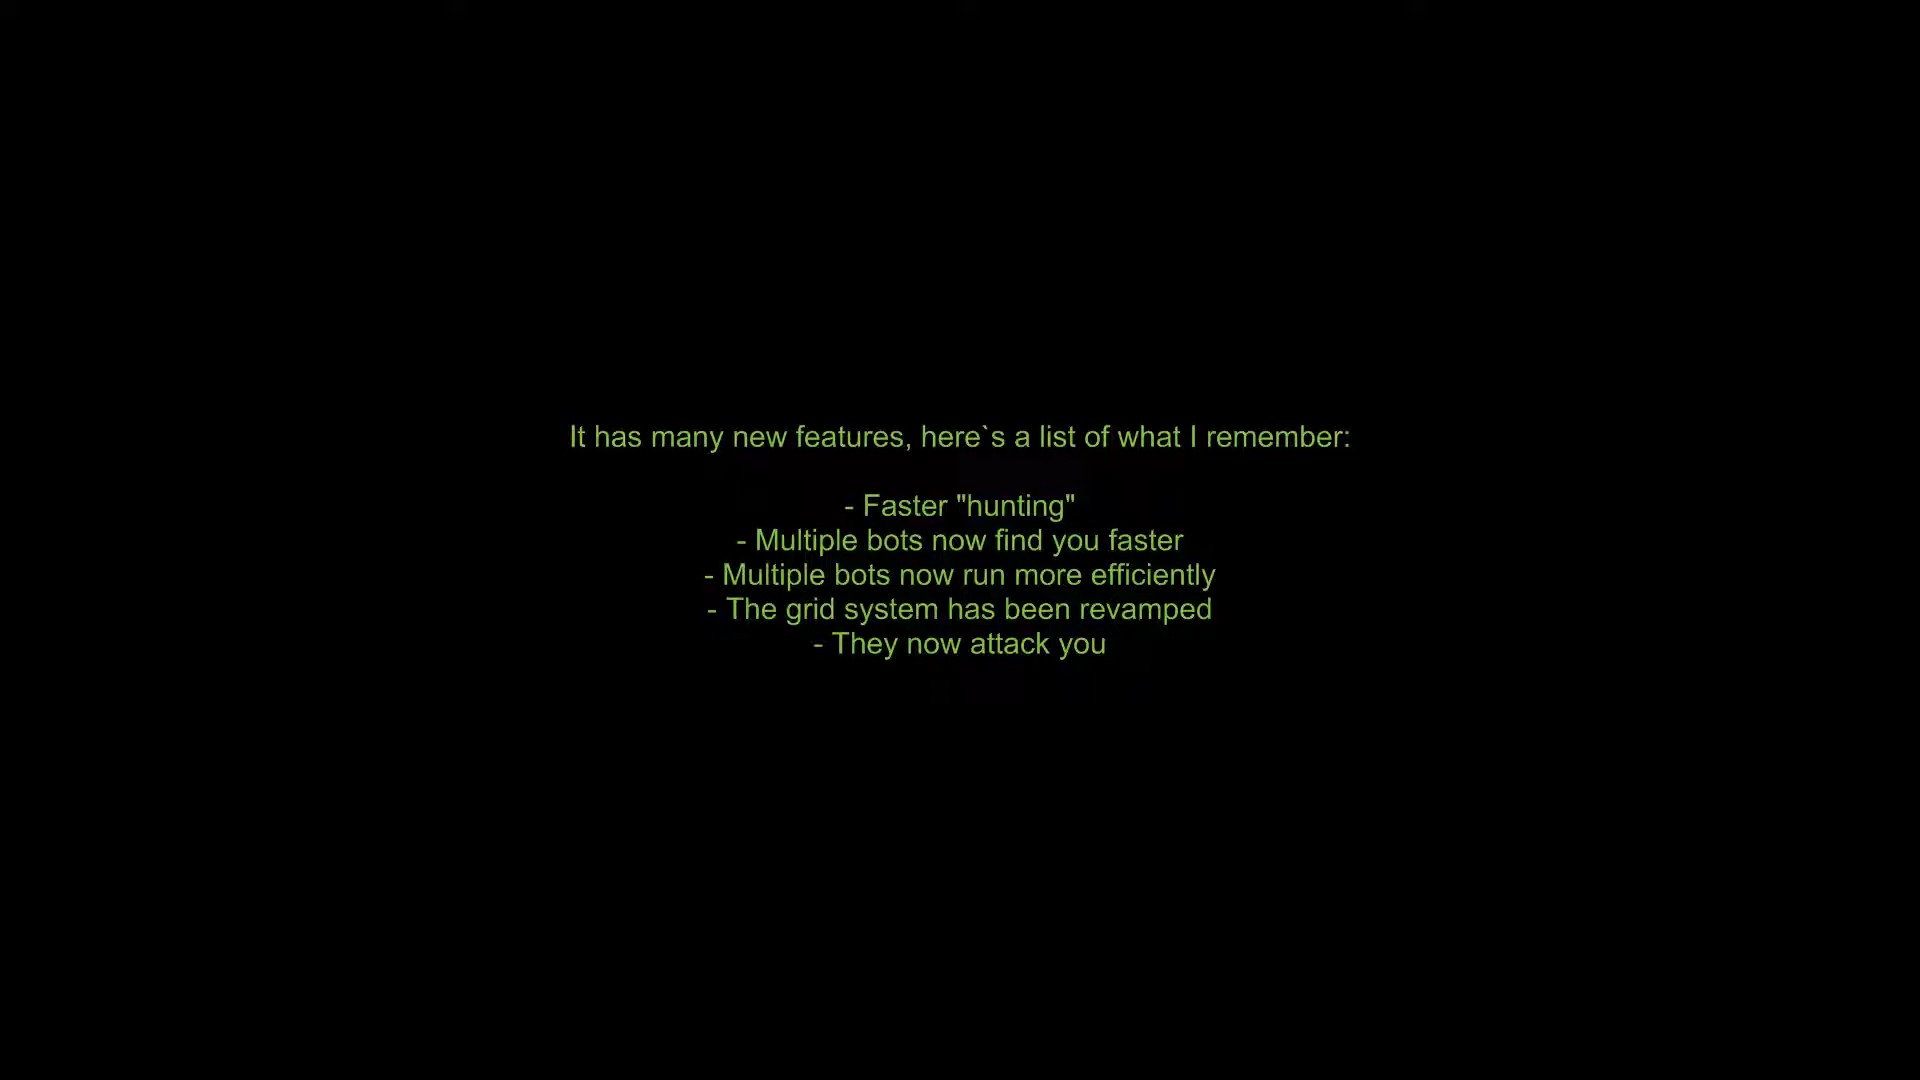 It has many new features, here`s a list of what I remember:
- Faster "hunting"
- Multiple bots now find you faster
- Multiple bots now run more efficiently
- The grid system has been revamped
- They now attack you